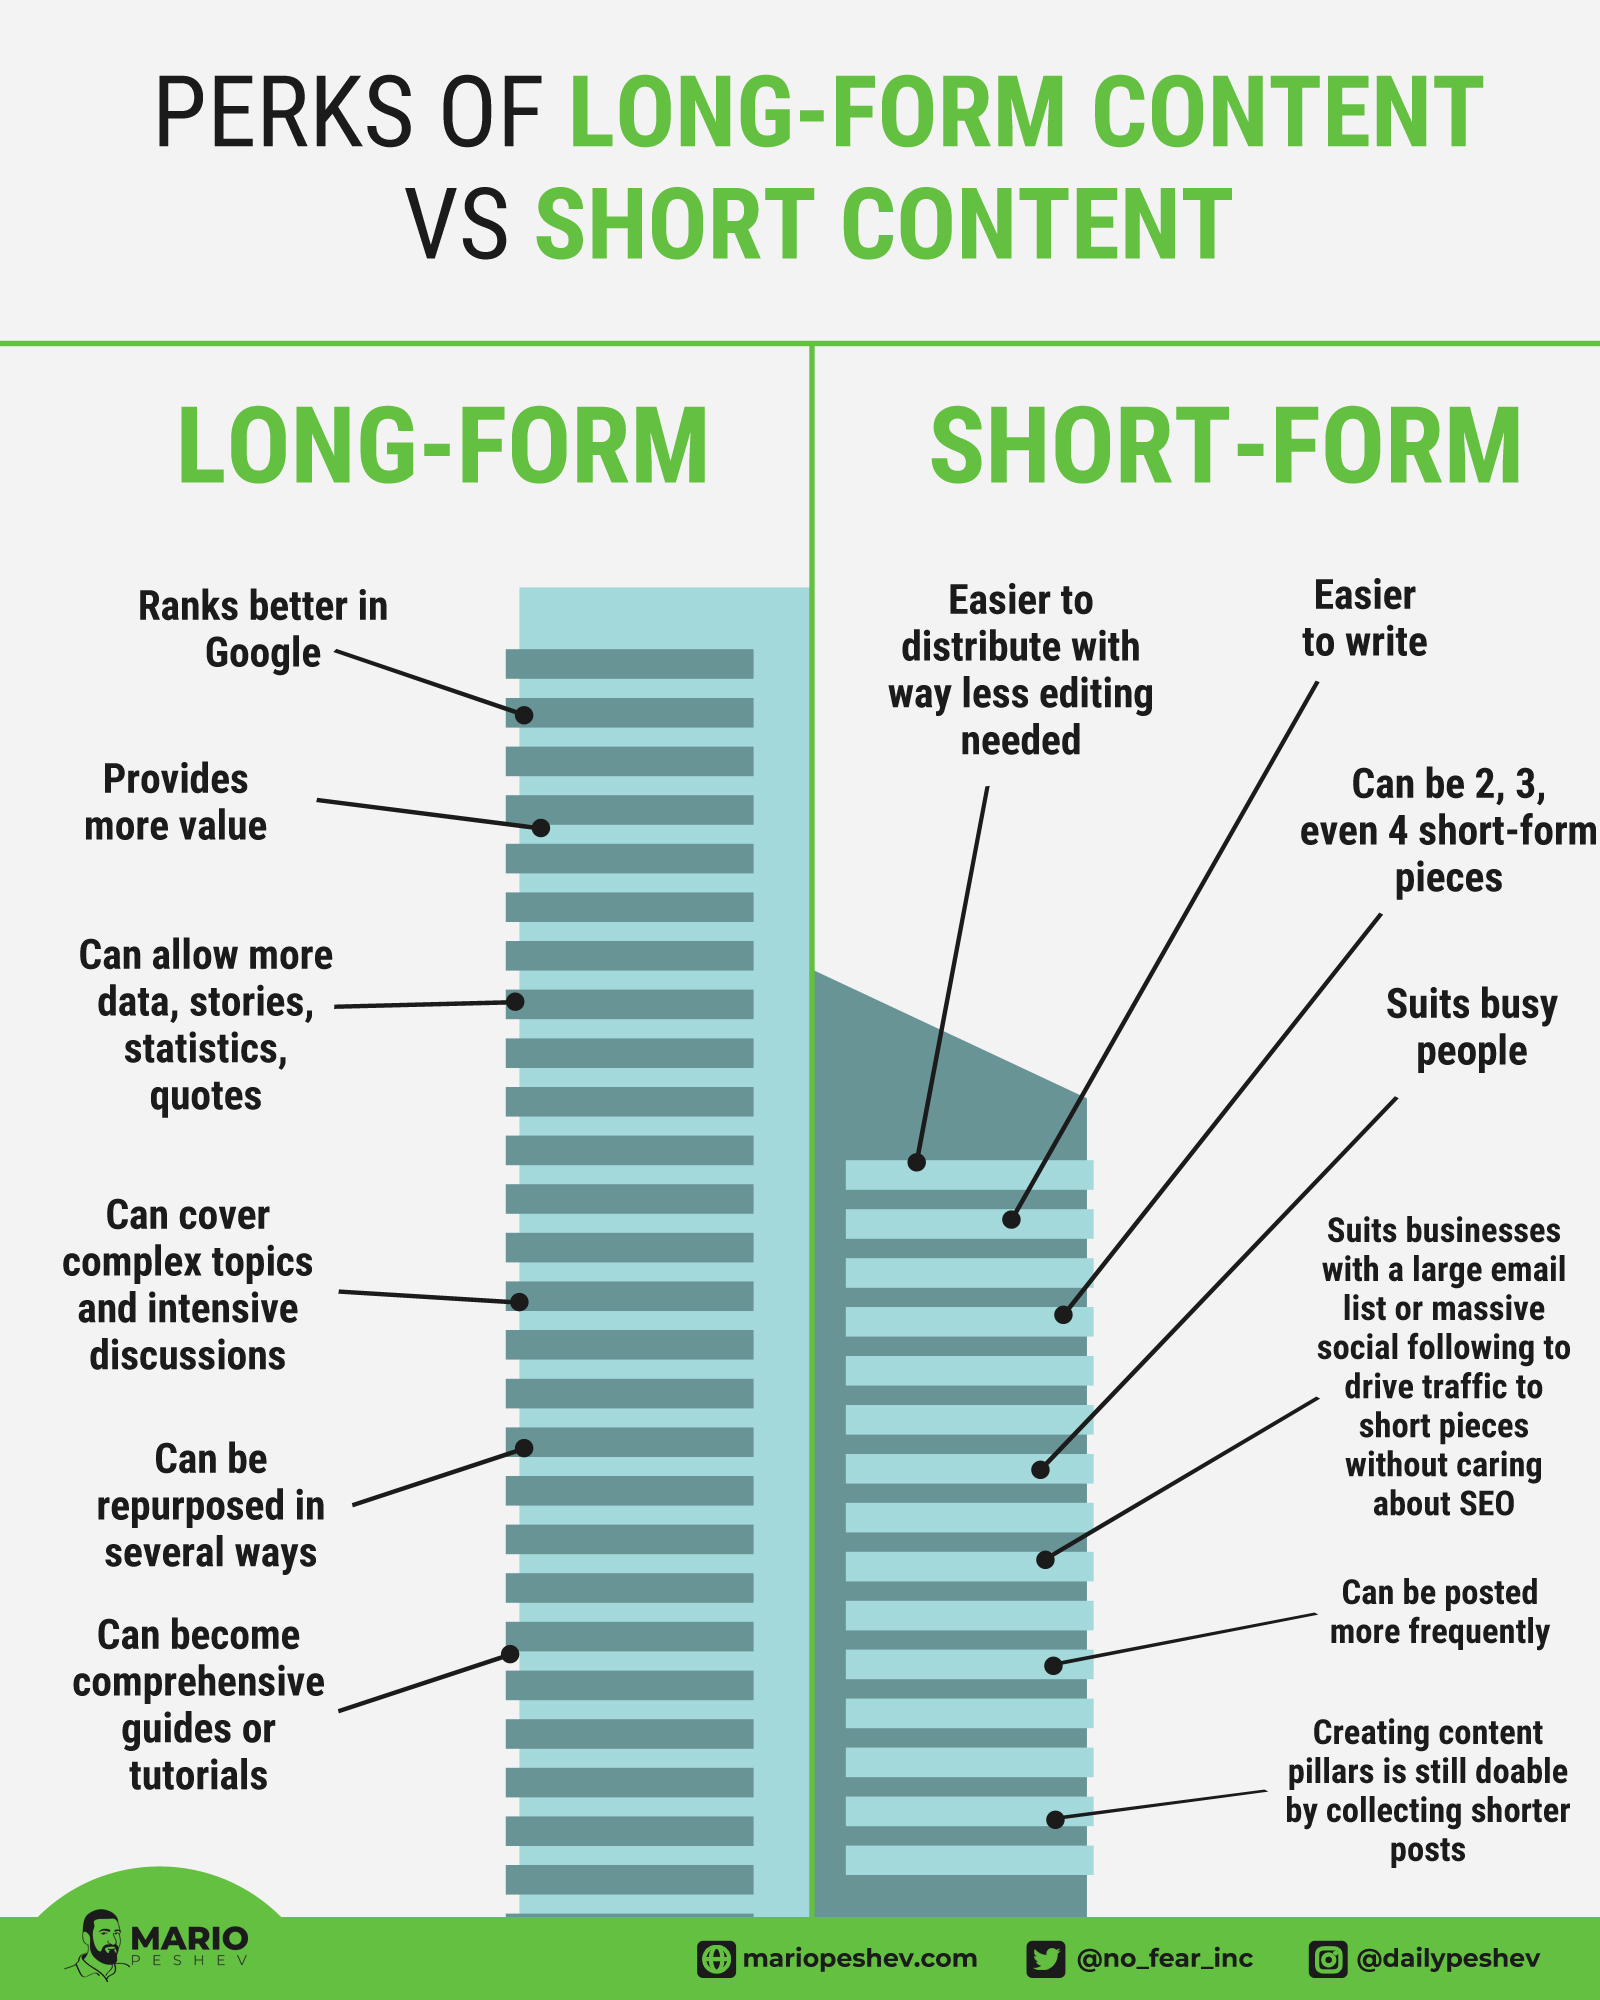 PERKS OF LONG-FORM CONTENT
VS SHORT CONTENT
LONG-FORM
Ranks better in
Google
Provides
more value
Can allow more
data, stories,
statistics,
quotes
Can cover
complex topics
and intensive
discussions
Can be
repurposed in
several ways
Can become
comprehensive
guides or
tutorials
SHORT-FORM
Easier to
distribute with
way less editing
needed
Easier
to write
Can be 2, 3,
even 4 short-form
pieces
Suits busy
people
Suits businesses
with a large email
list or massive
social following to
drive traffic to
short pieces
without caring
about SEO
Can be posted
more frequently
Creating content
pillars is still doable
by collecting shorter
posts
MARIO
PESHEV
mariopeshev.com
@no_fear_inc
@dailypeshev